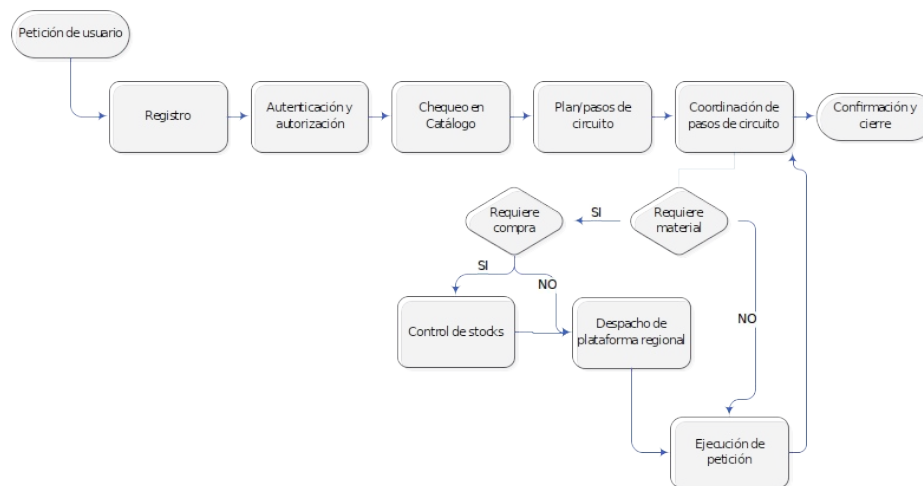 Petición de usuario
Registro
Autenticación y
autorización
Chequeo en
Catálogo
Plan/pasos de
circuito
Coordinación de
pasos de circuito
Confirmación y
cierre
Requiere
compra
SI
Requiere
material
SI
NO
Control de stocks
Despacho de
plataforma regional
NO
Ejecución de
petición